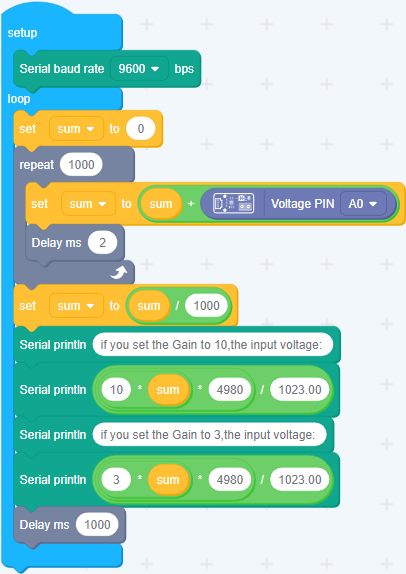 setup
Serial baud rate 9600 bps
loop
set sum to 0
repeat 1000
set sum to sum + Voltage PIN A0
Delay ms 2
set sum to sum / 1000
Serial println if you set the Gain to 10,the input voltage:
Serial println 10 * sum * 4980 / 1023.00
Serial println if you set the Gain to 3,the input voltage:
Serial println 3 * sum * 4980 / 1023.00
Delay ms 1000